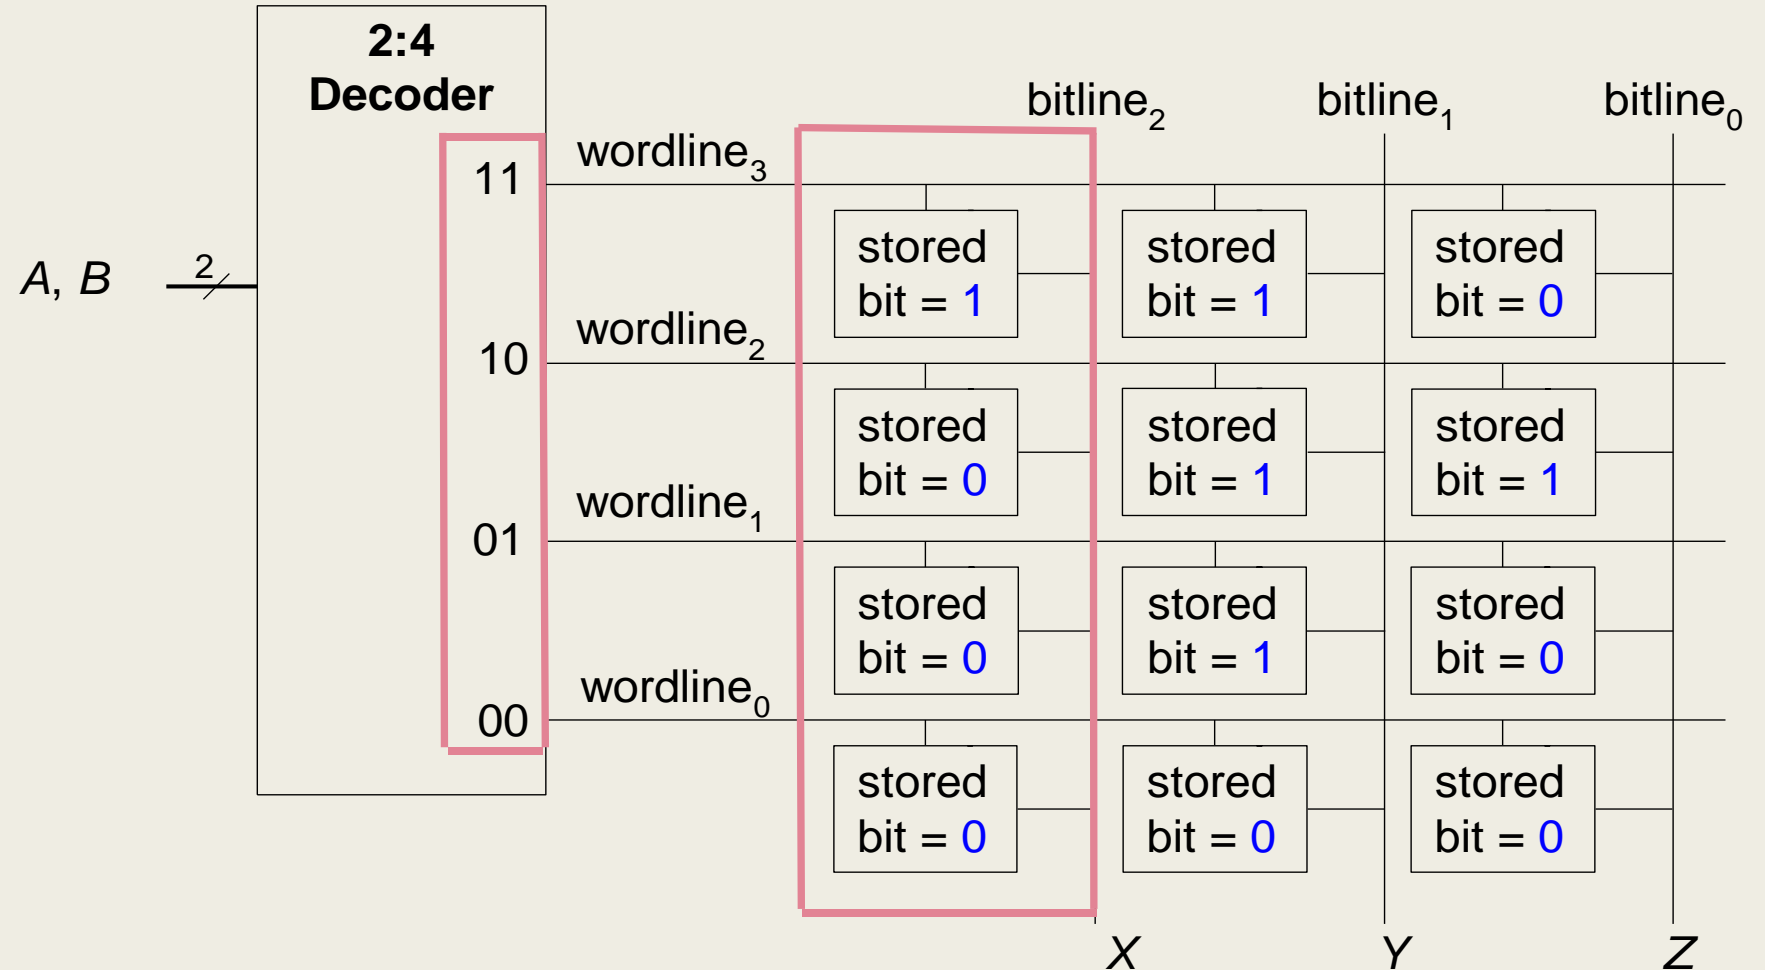 2:4
Decoder
bitline₂ bitline₁ bitline₀
wordline₃
11
stored stored stored
bit = 1 bit = 1 bit = 0
A, B 2
wordline₂
10
stored stored stored
bit = 0 bit = 1 bit = 1
wordline₁
01
stored stored stored
bit = 0 bit = 1 bit = 0
wordline₀
00
stored stored stored
bit = 0 bit = 0 bit = 0
X Y Z